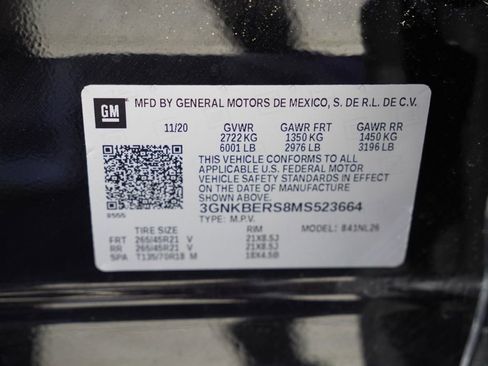 GM
MFD BY GENERAL MOTORS DE MEXICO, S. DE R.L. DE C.V.
11/20 GVWR GAWR FRT GAWR RR
2722 KG 1350 KG 1450 KG
6001 LB 2976 LB 3196 LB
THIS VEHICLE CONFORMS TO ALL
APPLICABLE U.S. FEDERAL MOTOR
VEHICLE SAFETY STANDARDS IN EFFECT
ON THE DATE OF MANUFACTURE
SHOWN ABOVE.
3GNKBERS8MS523664
TYPE: M.P.V.
MODEL: 841NL26
TIRE SIZE RIM
FRT 265/45R21 V 21X8.5J
RR 265/45R21 V 21X8.5J
SPA T135/70R18 M 18X4.5B